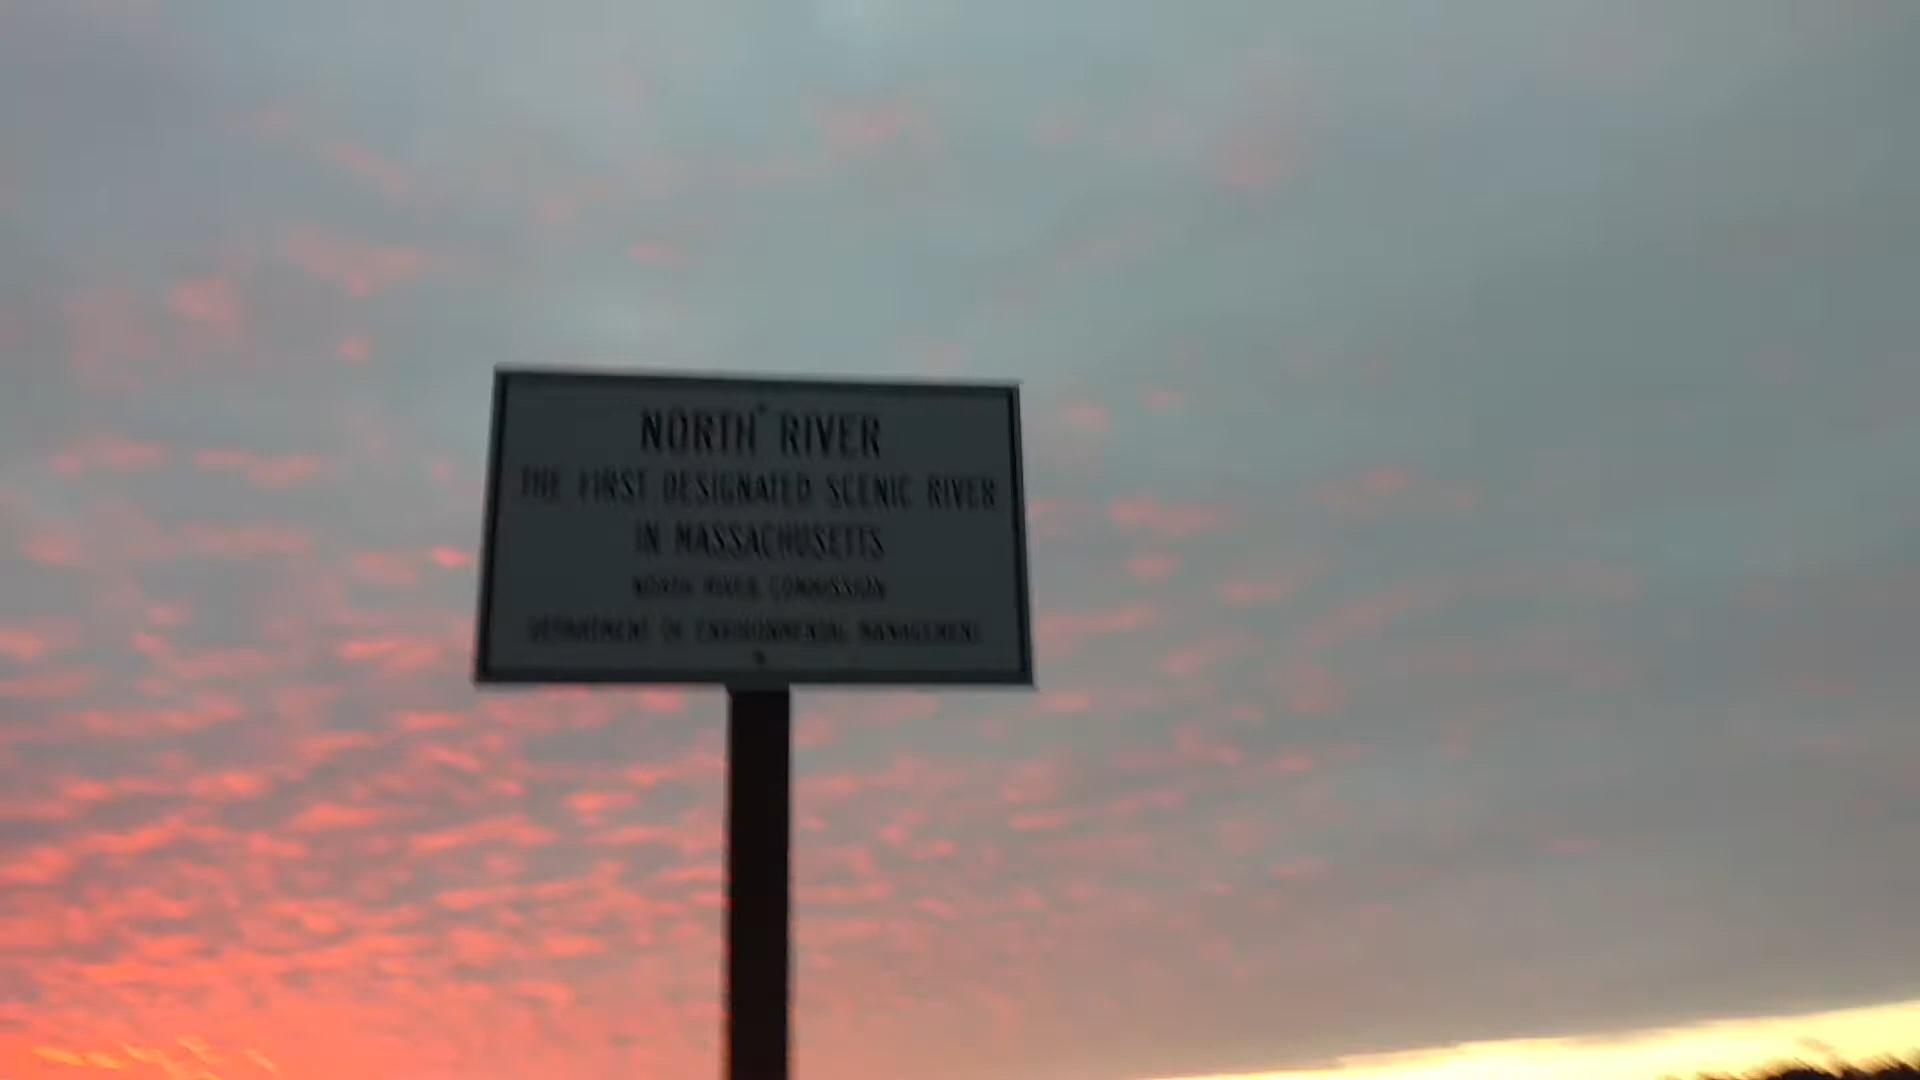 NORTH RIVER
THE FIRST DESIGNATED SCENIC RIVER
IN MASSACHUSETTS
NORTH RIVER COMMISSION
DEPARTMENT OF ENVIRONMENTAL MANAGEMENT